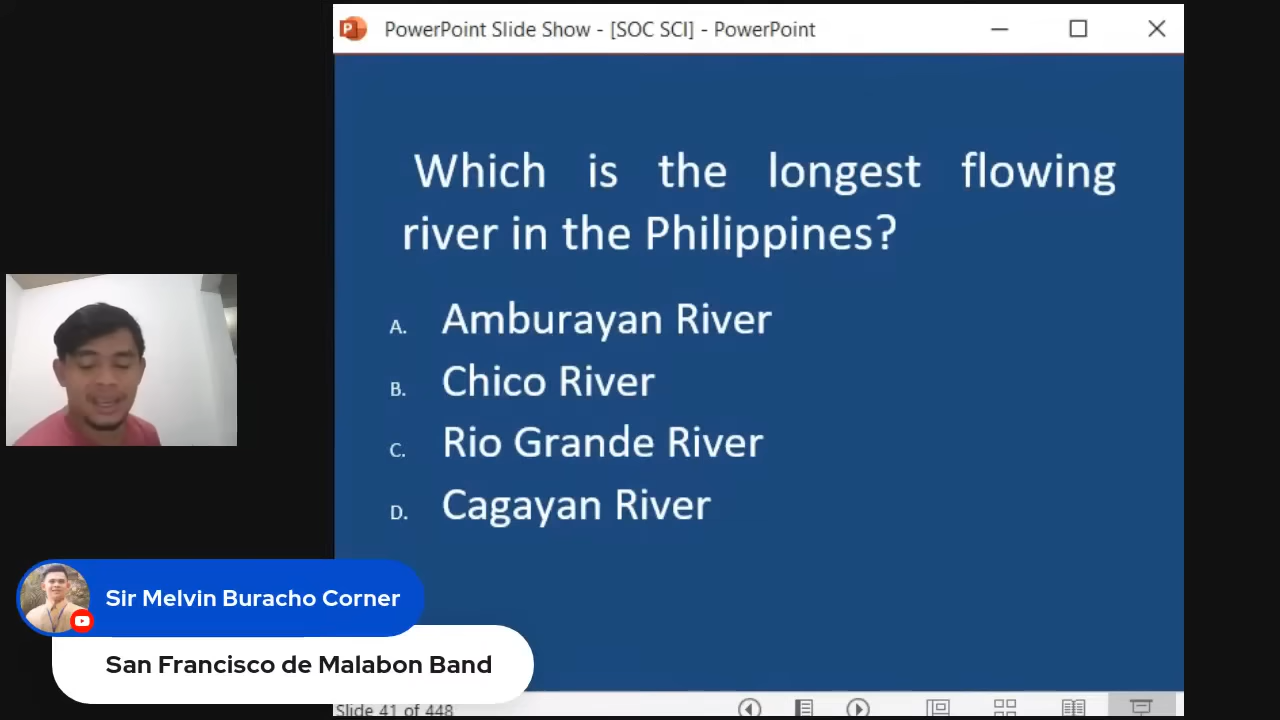 PowerPoint Slide Show - [SOC SCI] - PowerPoint
Which is the longest flowing
river in the Philippines?
A. Amburayan River
B. Chico River
C. Rio Grande River
D. Cagayan River
Sir Melvin Buracho Corner
San Francisco de Malabon Band
Slide 41 of 448